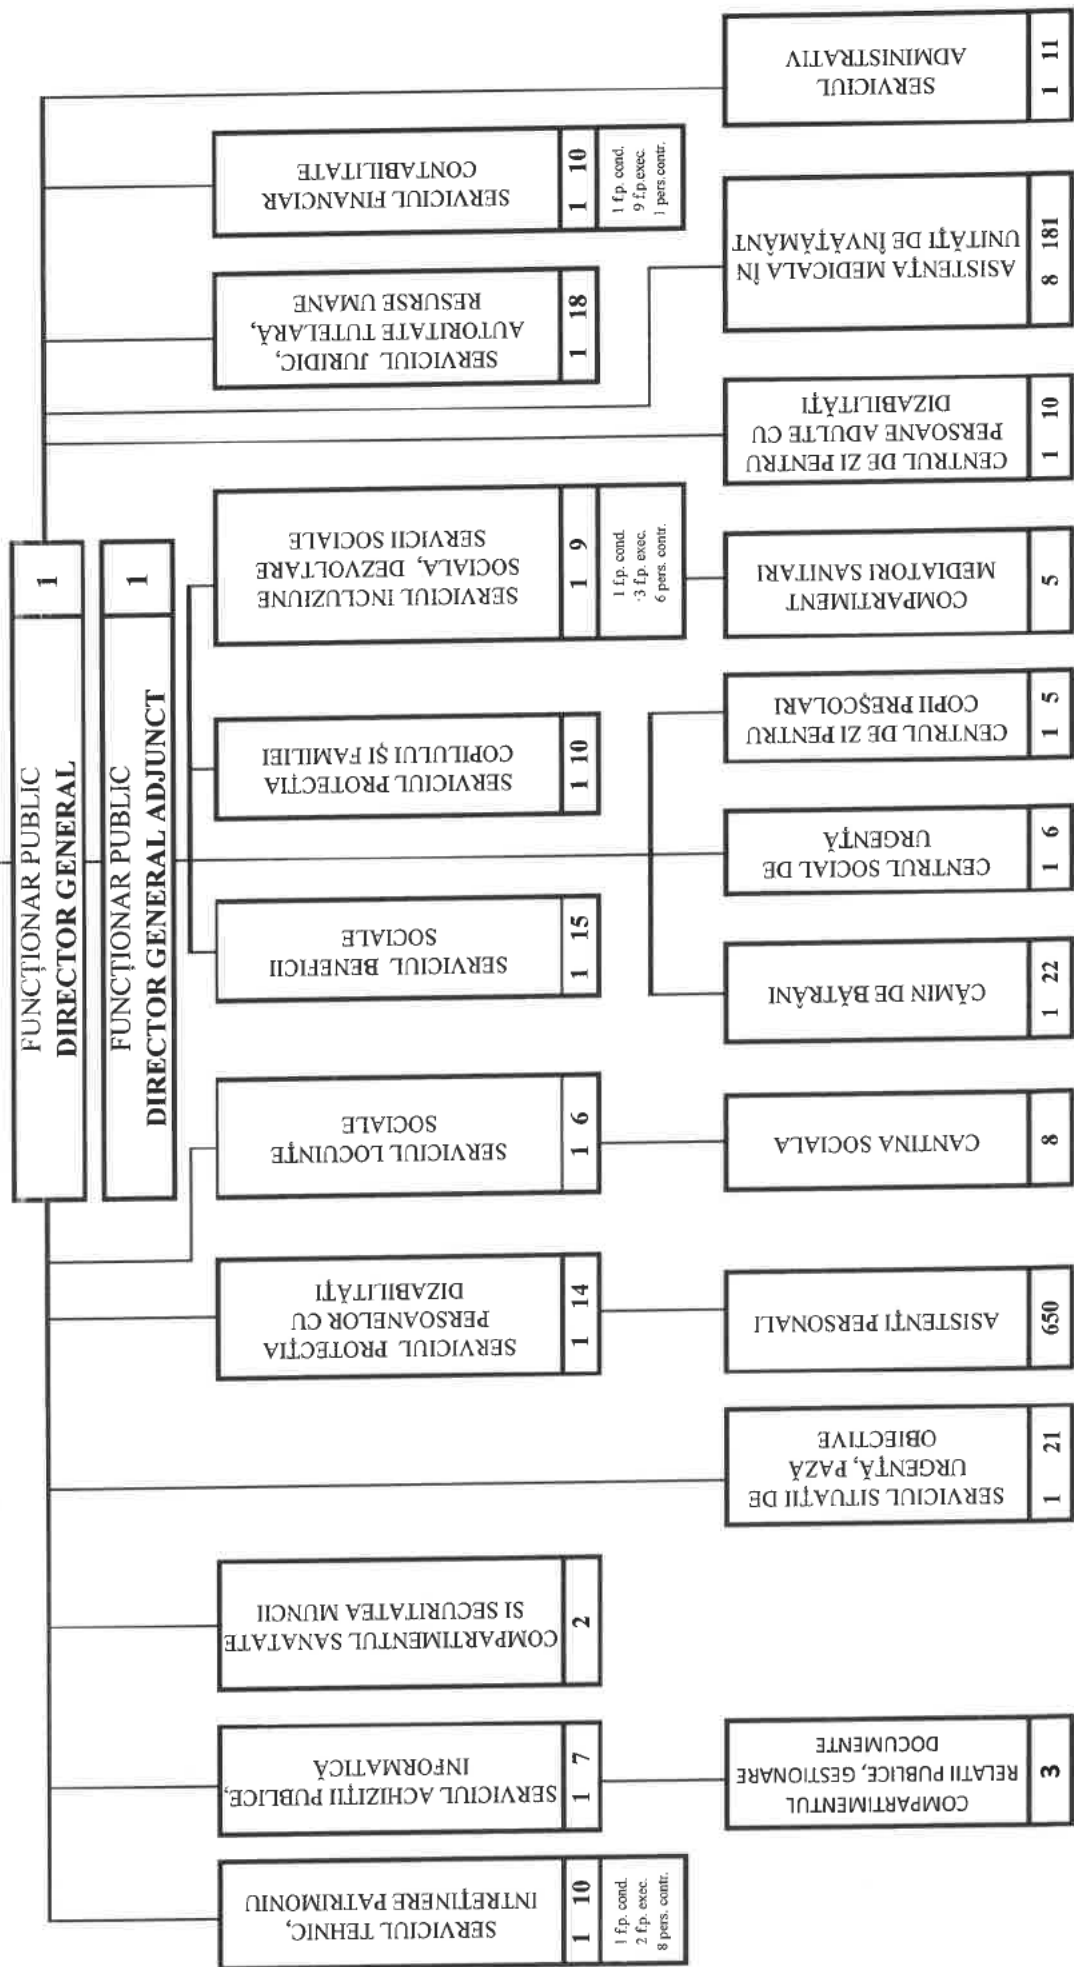 FUNCȚIONAR PUBLIC
DIRECTOR GENERAL
1
FUNCȚIONAR PUBLIC
DIRECTOR GENERAL ADJUNCT
1
SERVICIUL TEHNIC,
INTREȚINERE PATRIMONIU
1 10
1 f.p. cond.
2 f.p. exec.
8 pers. contr.
SERVICIUL ACHIZIȚII PUBLICE,
INFORMATICĂ
1 7
COMPARTIMENTUL SANATATE
SI SECURITATEA MUNCII
2
SERVICIUL PROTECȚIA
PERSOANELOR CU
DIZABILITĂȚI
1 14
SERVICIUL LOCUINȚE
SOCIALE
1 6
SERVICIUL BENEFICII
SOCIALE
1 15
SERVICIUL PROTECȚIA
COPILULUI ȘI FAMILIEI
1 10
SERVICIUL INCLUZIUNE
SOCIALA, DEZVOLTARE
SERVICII SOCIALE
1 9
1 f.p. cond.
3 f.p. exec.
6 pers. contr.
SERVICIUL JURIDIC,
AUTORITATE TUTELARĂ,
RESURSE UMANE
1 18
SERVICIUL FINANCIAR
CONTABILITATE
1 10
1 f.p. cond.
9 f.p.exec.
1 pers.contr.
COMPARTIMENTUL
RELATII PUBLICE, GESTIONARE
DOCUMENTE
3
SERVICIUL SITUAȚII DE
URGENȚĂ, PAZĂ
OBIECTIVE
1 21
ASISTENȚI PERSONALI
650
CANTINA SOCIALA
8
CĂMIN DE BĂTRÂNI
1 22
CENTRUL SOCIAL DE
URGENȚĂ
1 6
CENTRUL DE ZI PENTRU
COPII PREȘCOLARI
1 5
COMPARTIMENT
MEDIATORI SANITARI
5
CENTRUL DE ZI PENTRU
PERSOANE ADULTE CU
DIZABILITĂȚI
1 10
ASISTENȚA MEDICALA ÎN
UNITĂȚI DE ÎNVĂȚĂMÂNT
8 181
SERVICIUL
ADMINISTRATIV
1 11